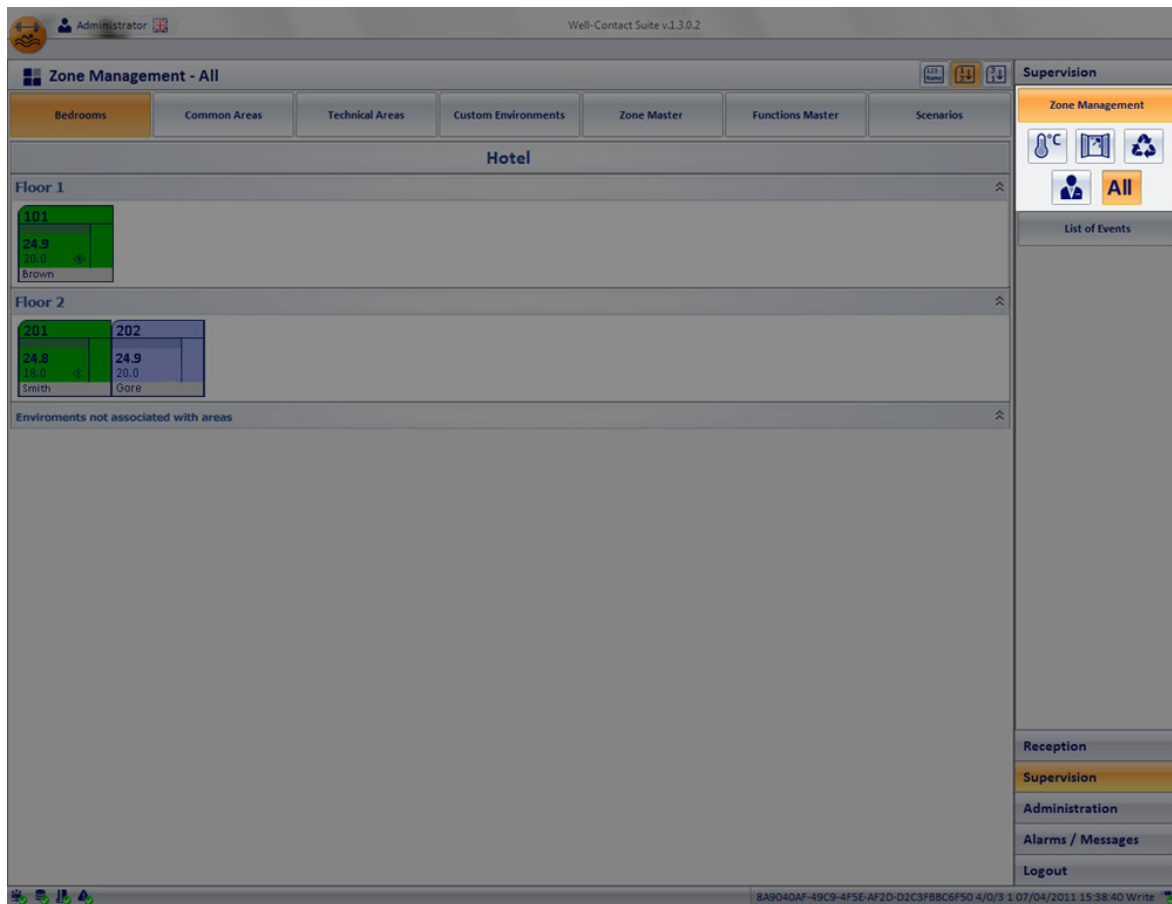 Administrator
Well-Contact Suite v.1.3.0.2
Zone Management - All
123 Name
Supervision
Bedrooms
Common Areas
Technical Areas
Custom Environments
Zone Master
Functions Master
Scenarios
Zone Management
°C
All
List of Events
Hotel
Floor 1
101
24.9
20.0
Brown
Floor 2
201
24.8
18.0
Smith
202
24.9
20.0
Gore
Enviroments not associated with areas
Reception
Supervision
Administration
Alarms / Messages
Logout
8A9040AF-49C9-4F5E-AF2D-D2C3FBBC6F50 4/0/3 1 07/04/2011 15:38:40 Write